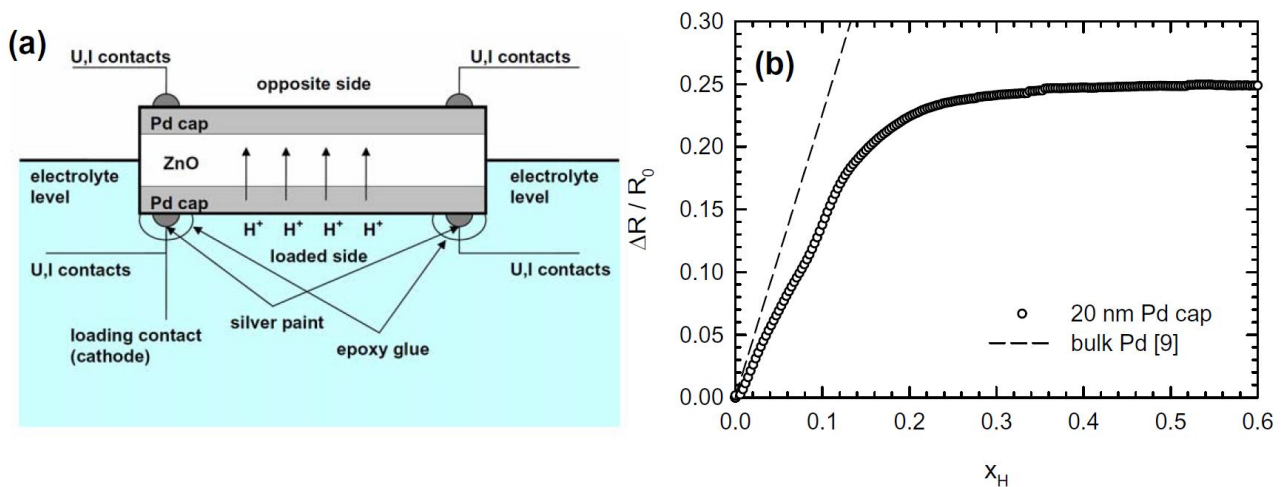 (a)
U,I contacts
opposite side
U,I contacts
Pd cap
ZnO
Pd cap
electrolyte
level
electrolyte
level
H+ H+ H+ H+
loaded side
U,I contacts
U,I contacts
silver paint
loading contact
(cathode)
epoxy glue
(b)
ΔR / R0
0.30
0.25
0.20
0.15
0.10
0.05
0.00
20 nm Pd cap
bulk Pd [9]
0.0 0.1 0.2 0.3 0.4 0.5 0.6
xH